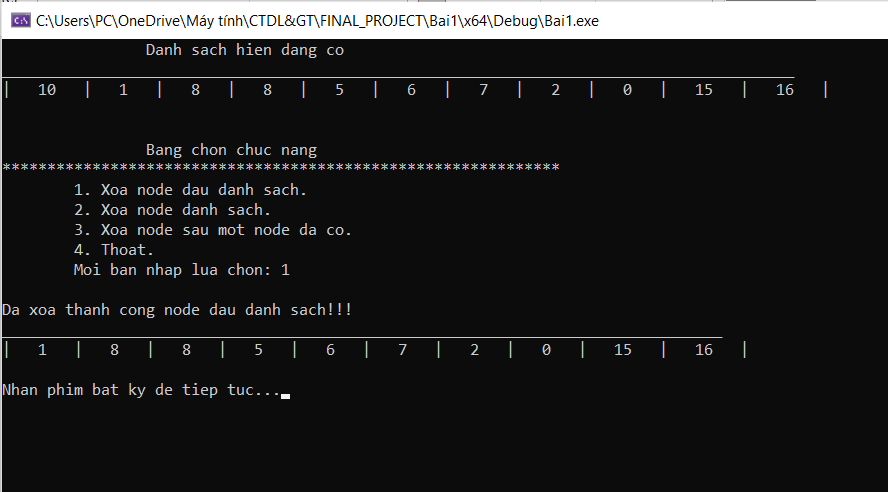 C:\Users\PC\OneDrive\Máy tính\CTDL&GT\FINAL_PROJECT\Bai1\x64\Debug\Bai1.exe
Danh sach hien dang co
| 10 | 1 | 8 | 8 | 5 | 6 | 7 | 2 | 0 | 15 | 16 |
Bang chon chuc nang
**************************************************************
1. Xoa node dau danh sach.
2. Xoa node danh sach.
3. Xoa node sau mot node da co.
4. Thoat.
Moi ban nhap lua chon: 1
Da xoa thanh cong node dau danh sach!!!
| 1 | 8 | 8 | 5 | 6 | 7 | 2 | 0 | 15 | 16 |
Nhan phim bat ky de tiep tuc...